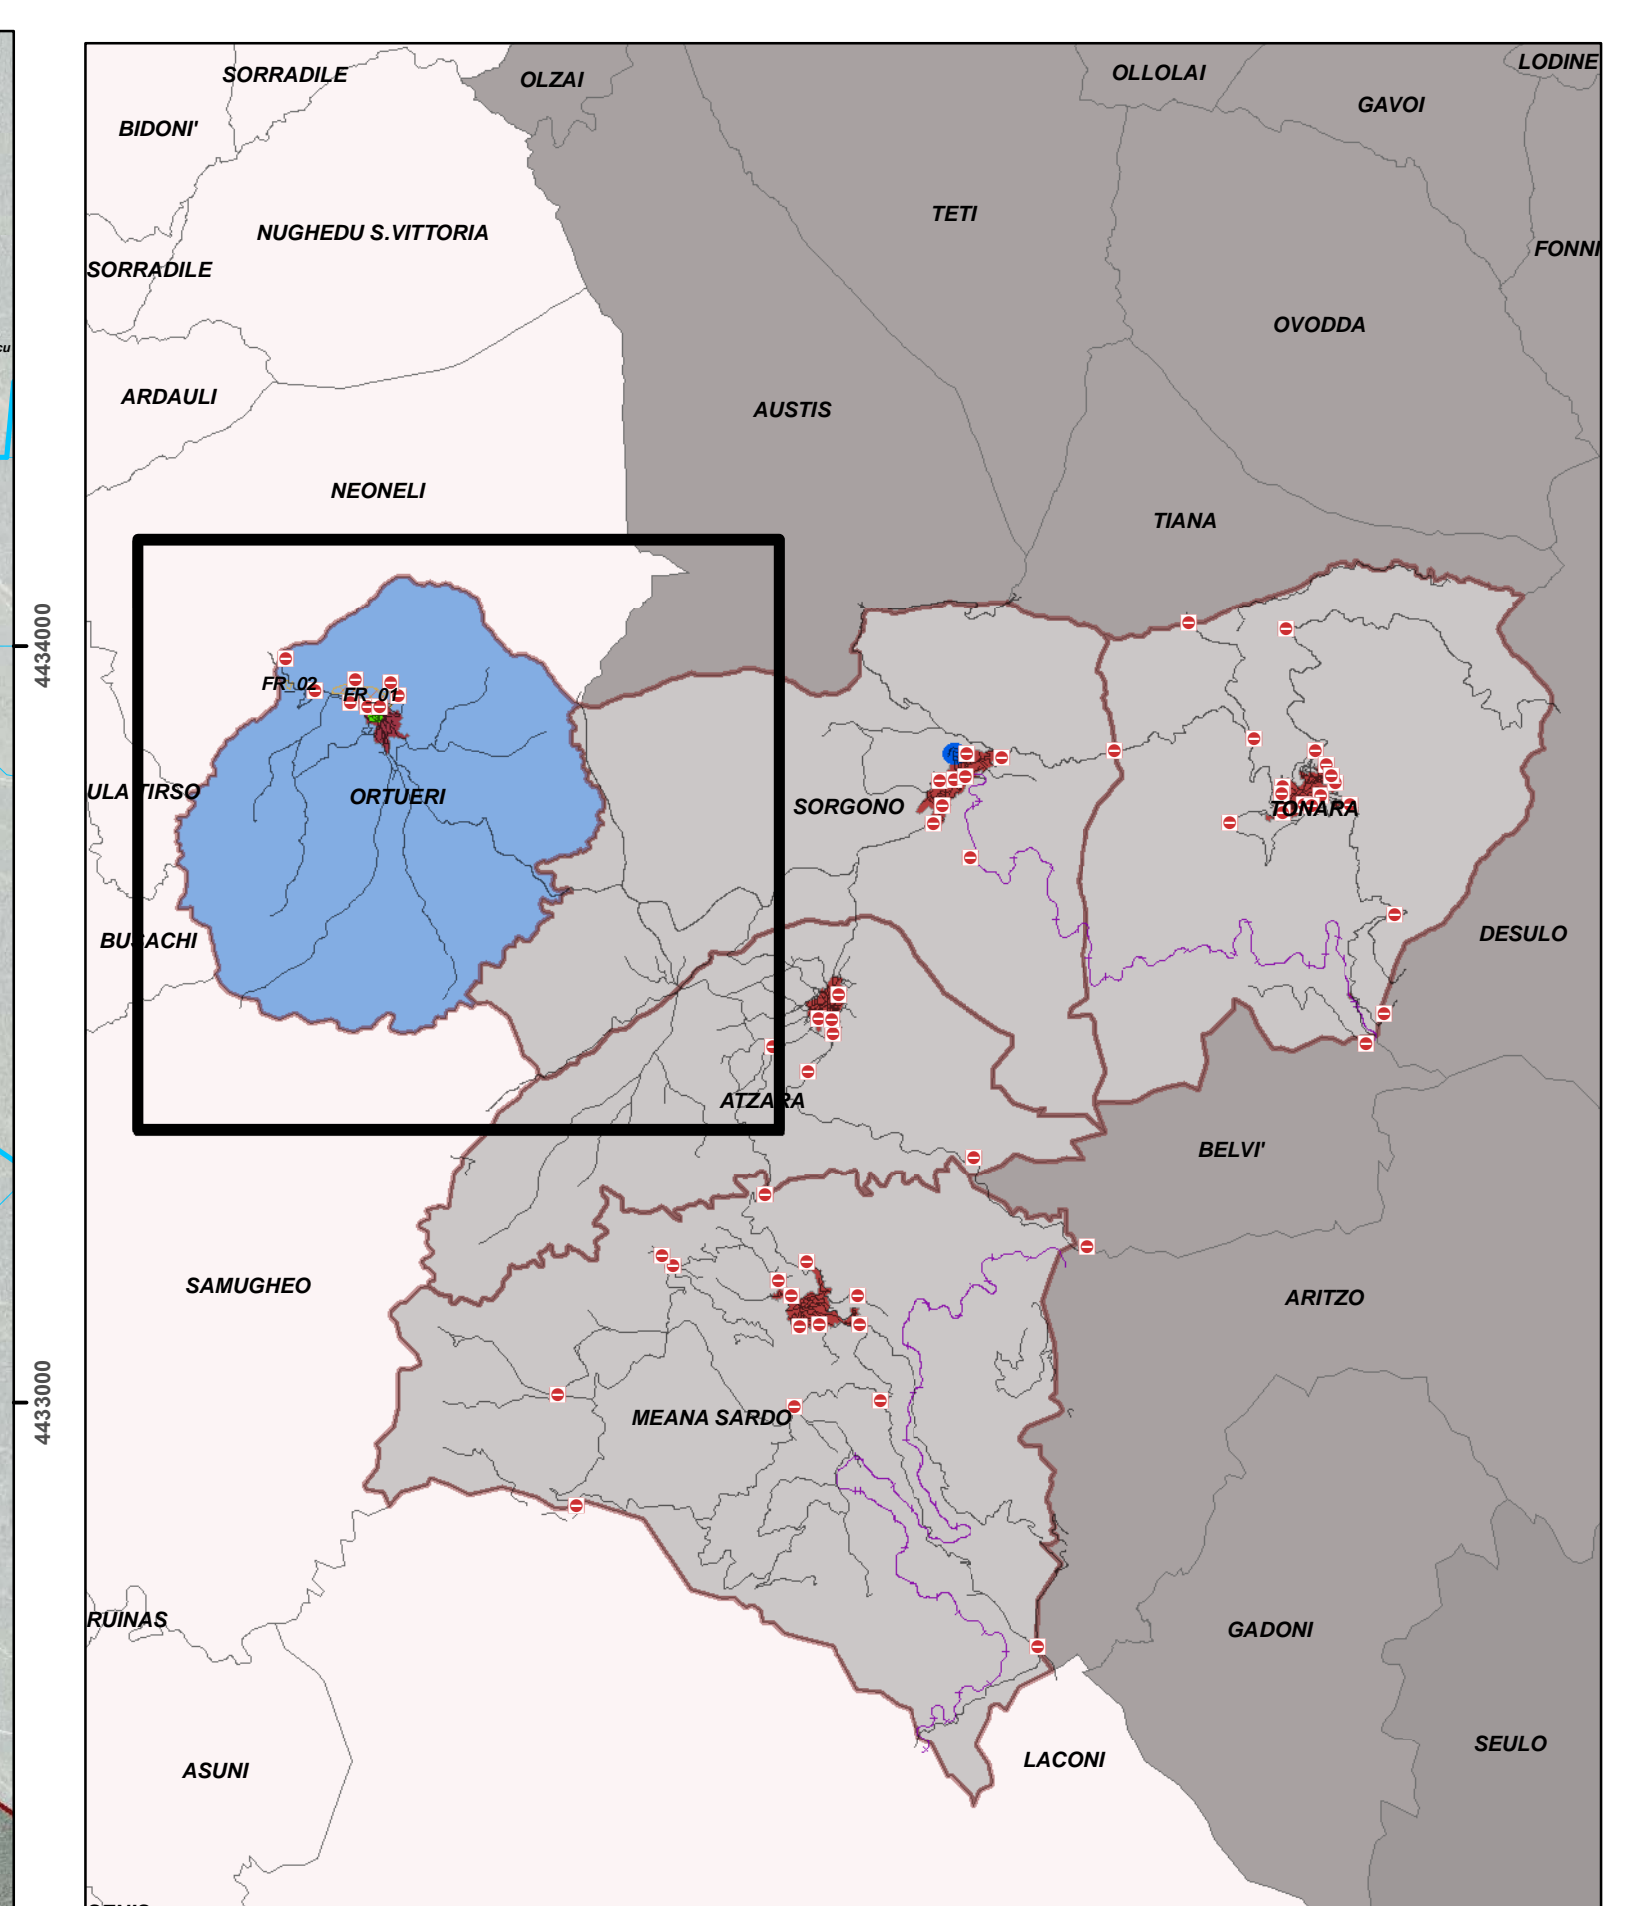 SORRADILE
OLZAI
OLLOLAI
LODINE
GAVOI
BIDONI'
TETI
NUGHEDU S.VITTORIA
FONNI
SORRADILE
OVODDA
cu
ARDAULI
AUSTIS
NEONELI
TIANA
4434000
FR_02
FR_01
ULA TIRSO
ORTUERI
SORGONO
TONARA
BUSACHI
DESULO
ATZARA
BELVI'
SAMUGHEO
ARITZO
4433000
MEANA SARDO
RUINAS
GADONI
SEULO
LACONI
ASUNI